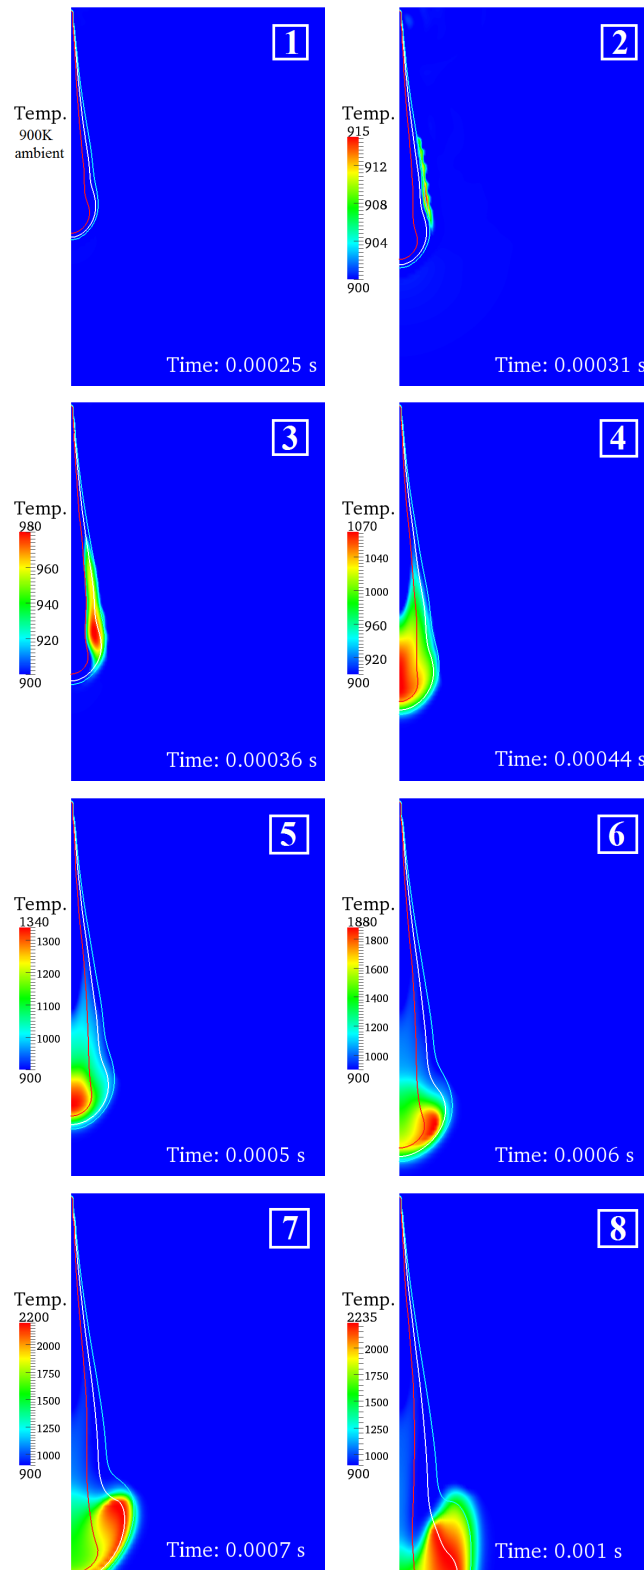 1
Temp.
900K
ambient
Time: 0.00025 s
2
Temp.
915
912
908
904
900
Time: 0.00031 s
3
Temp.
980
960
940
920
900
Time: 0.00036 s
4
Temp.
1070
1040
1000
960
920
900
Time: 0.00044 s
5
Temp.
1340
1300
1200
1100
1000
900
Time: 0.0005 s
6
Temp.
1880
1800
1600
1400
1200
1000
900
Time: 0.0006 s
7
Temp.
2200
2000
1750
1500
1250
1000
900
Time: 0.0007 s
8
Temp.
2235
2000
1750
1500
1250
1000
900
Time: 0.001 s